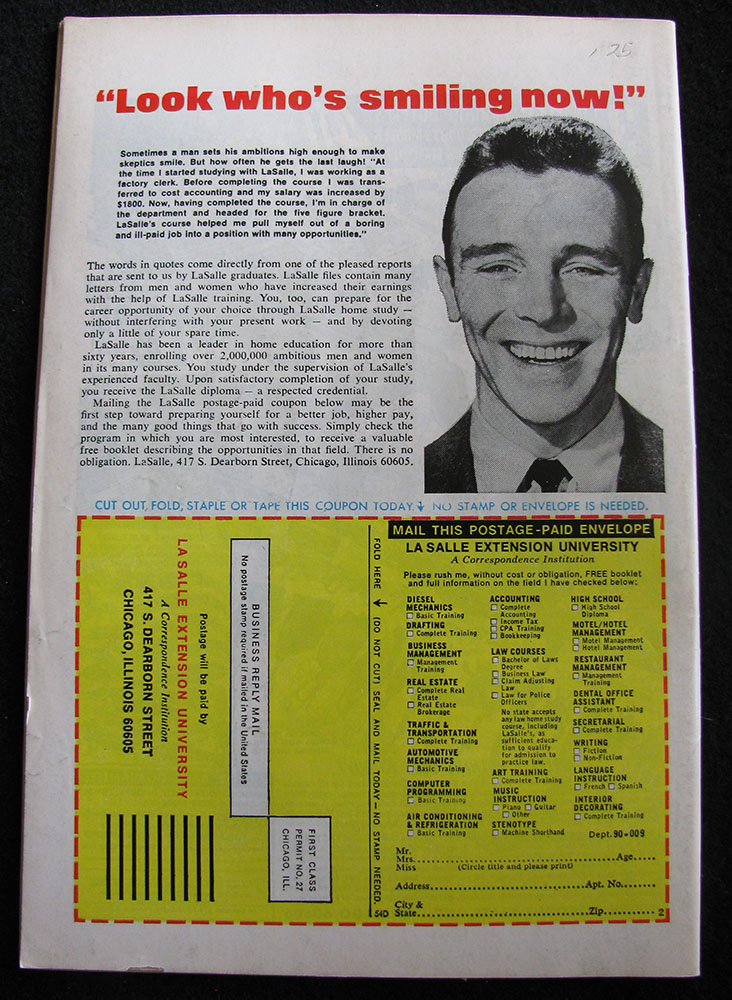 .25
“Look who's smiling now!”
Sometimes a man sets his ambitions high enough to make
skeptics smile. But how often he gets the last laugh! “At
the time I started studying with LaSalle, I was working as a
factory clerk. Before completing the course I was trans-
ferred to cost accounting and my salary was increased by
$1800. Now, having completed the course, I'm in charge of
the department and headed for the five figure bracket.
LaSalle's course helped me pull myself out of a boring
and ill-paid job into a position with many opportunities.”
The words in quotes come directly from one of the pleased reports
that are sent to us by LaSalle graduates. LaSalle files contain many
letters from men and women who have increased their earnings
with the help of LaSalle training. You, too, can prepare for the
career opportunity of your choice through LaSalle home study —
without interfering with your present work — and by devoting
only a little of your spare time.
LaSalle has been a leader in home education for more than
sixty years, enrolling over 2,000,000 ambitious men and women
in its many courses. You study under the supervision of LaSalle's
experienced faculty. Upon satisfactory completion of your study,
you receive the LaSalle diploma — a respected credential.
Mailing the LaSalle postage-paid coupon below may be the
first step toward preparing yourself for a better job, higher pay,
and the many good things that go with success. Simply check the
program in which you are most interested, to receive a valuable
free booklet describing the opportunities in that field. There is no
obligation. LaSalle, 417 S. Dearborn Street, Chicago, Illinois 60605.
CUT OUT, FOLD, STAPLE OR TAPE THIS COUPON TODAY. NO STAMP OR ENVELOPE IS NEEDED.
FIRST CLASS
PERMIT NO. 27
CHICAGO, ILL.
BUSINESS REPLY MAIL
No postage stamp required if mailed in the United States
Postage will be paid by
LA SALLE EXTENSION UNIVERSITY
A Correspondence Institution
417 S. DEARBORN STREET
CHICAGO, ILLINOIS 60605
FOLD HERE (DO NOT CUT) SEAL AND MAIL TODAY — NO STAMP NEEDED.
MAIL THIS POSTAGE-PAID ENVELOPE
LA SALLE EXTENSION UNIVERSITY
A Correspondence Institution
Please rush me, without cost or obligation, FREE booklet
and full information on the field I have checked below:
DIESEL
MECHANICS
Basic Training
DRAFTING
Complete Training
BUSINESS
MANAGEMENT
Management
Training
REAL ESTATE
Complete Real
Estate
Real Estate
Brokerage
TRAFFIC &
TRANSPORTATION
Complete Training
AUTOMOTIVE
MECHANICS
Basic Training
COMPUTER
PROGRAMMING
Basic Training
AIR CONDITIONING
& REFRIGERATION
Basic Training
ACCOUNTING
Complete
Accounting
Income Tax
CPA Training
Bookkeeping
LAW COURSES
Bachelor of Laws
Degree
Business Law
Claim Adjusting
Law
Law for Police
Officers
No state accepts
any law home study
course, including
LaSalle's, as
sufficient educa-
tion to qualify
for admission to
practice law.
ART TRAINING
Complete Training
MUSIC
INSTRUCTION
Piano Guitar
Other
STENOTYPE
Machine Shorthand
HIGH SCHOOL
High School
Diploma
MOTEL/HOTEL
MANAGEMENT
Motel Management
Hotel Management
RESTAURANT
MANAGEMENT
Management
Training
DENTAL OFFICE
ASSISTANT
Complete Training
SECRETARIAL
Complete Training
WRITING
Fiction
Non-Fiction
LANGUAGE
INSTRUCTION
French Spanish
INTERIOR
DECORATING
Complete Training
Dept. 90-009
Mr.
Mrs. Age
Miss (Circle title and please print)
Address Apt. No.
City &
State Zip 2
54D